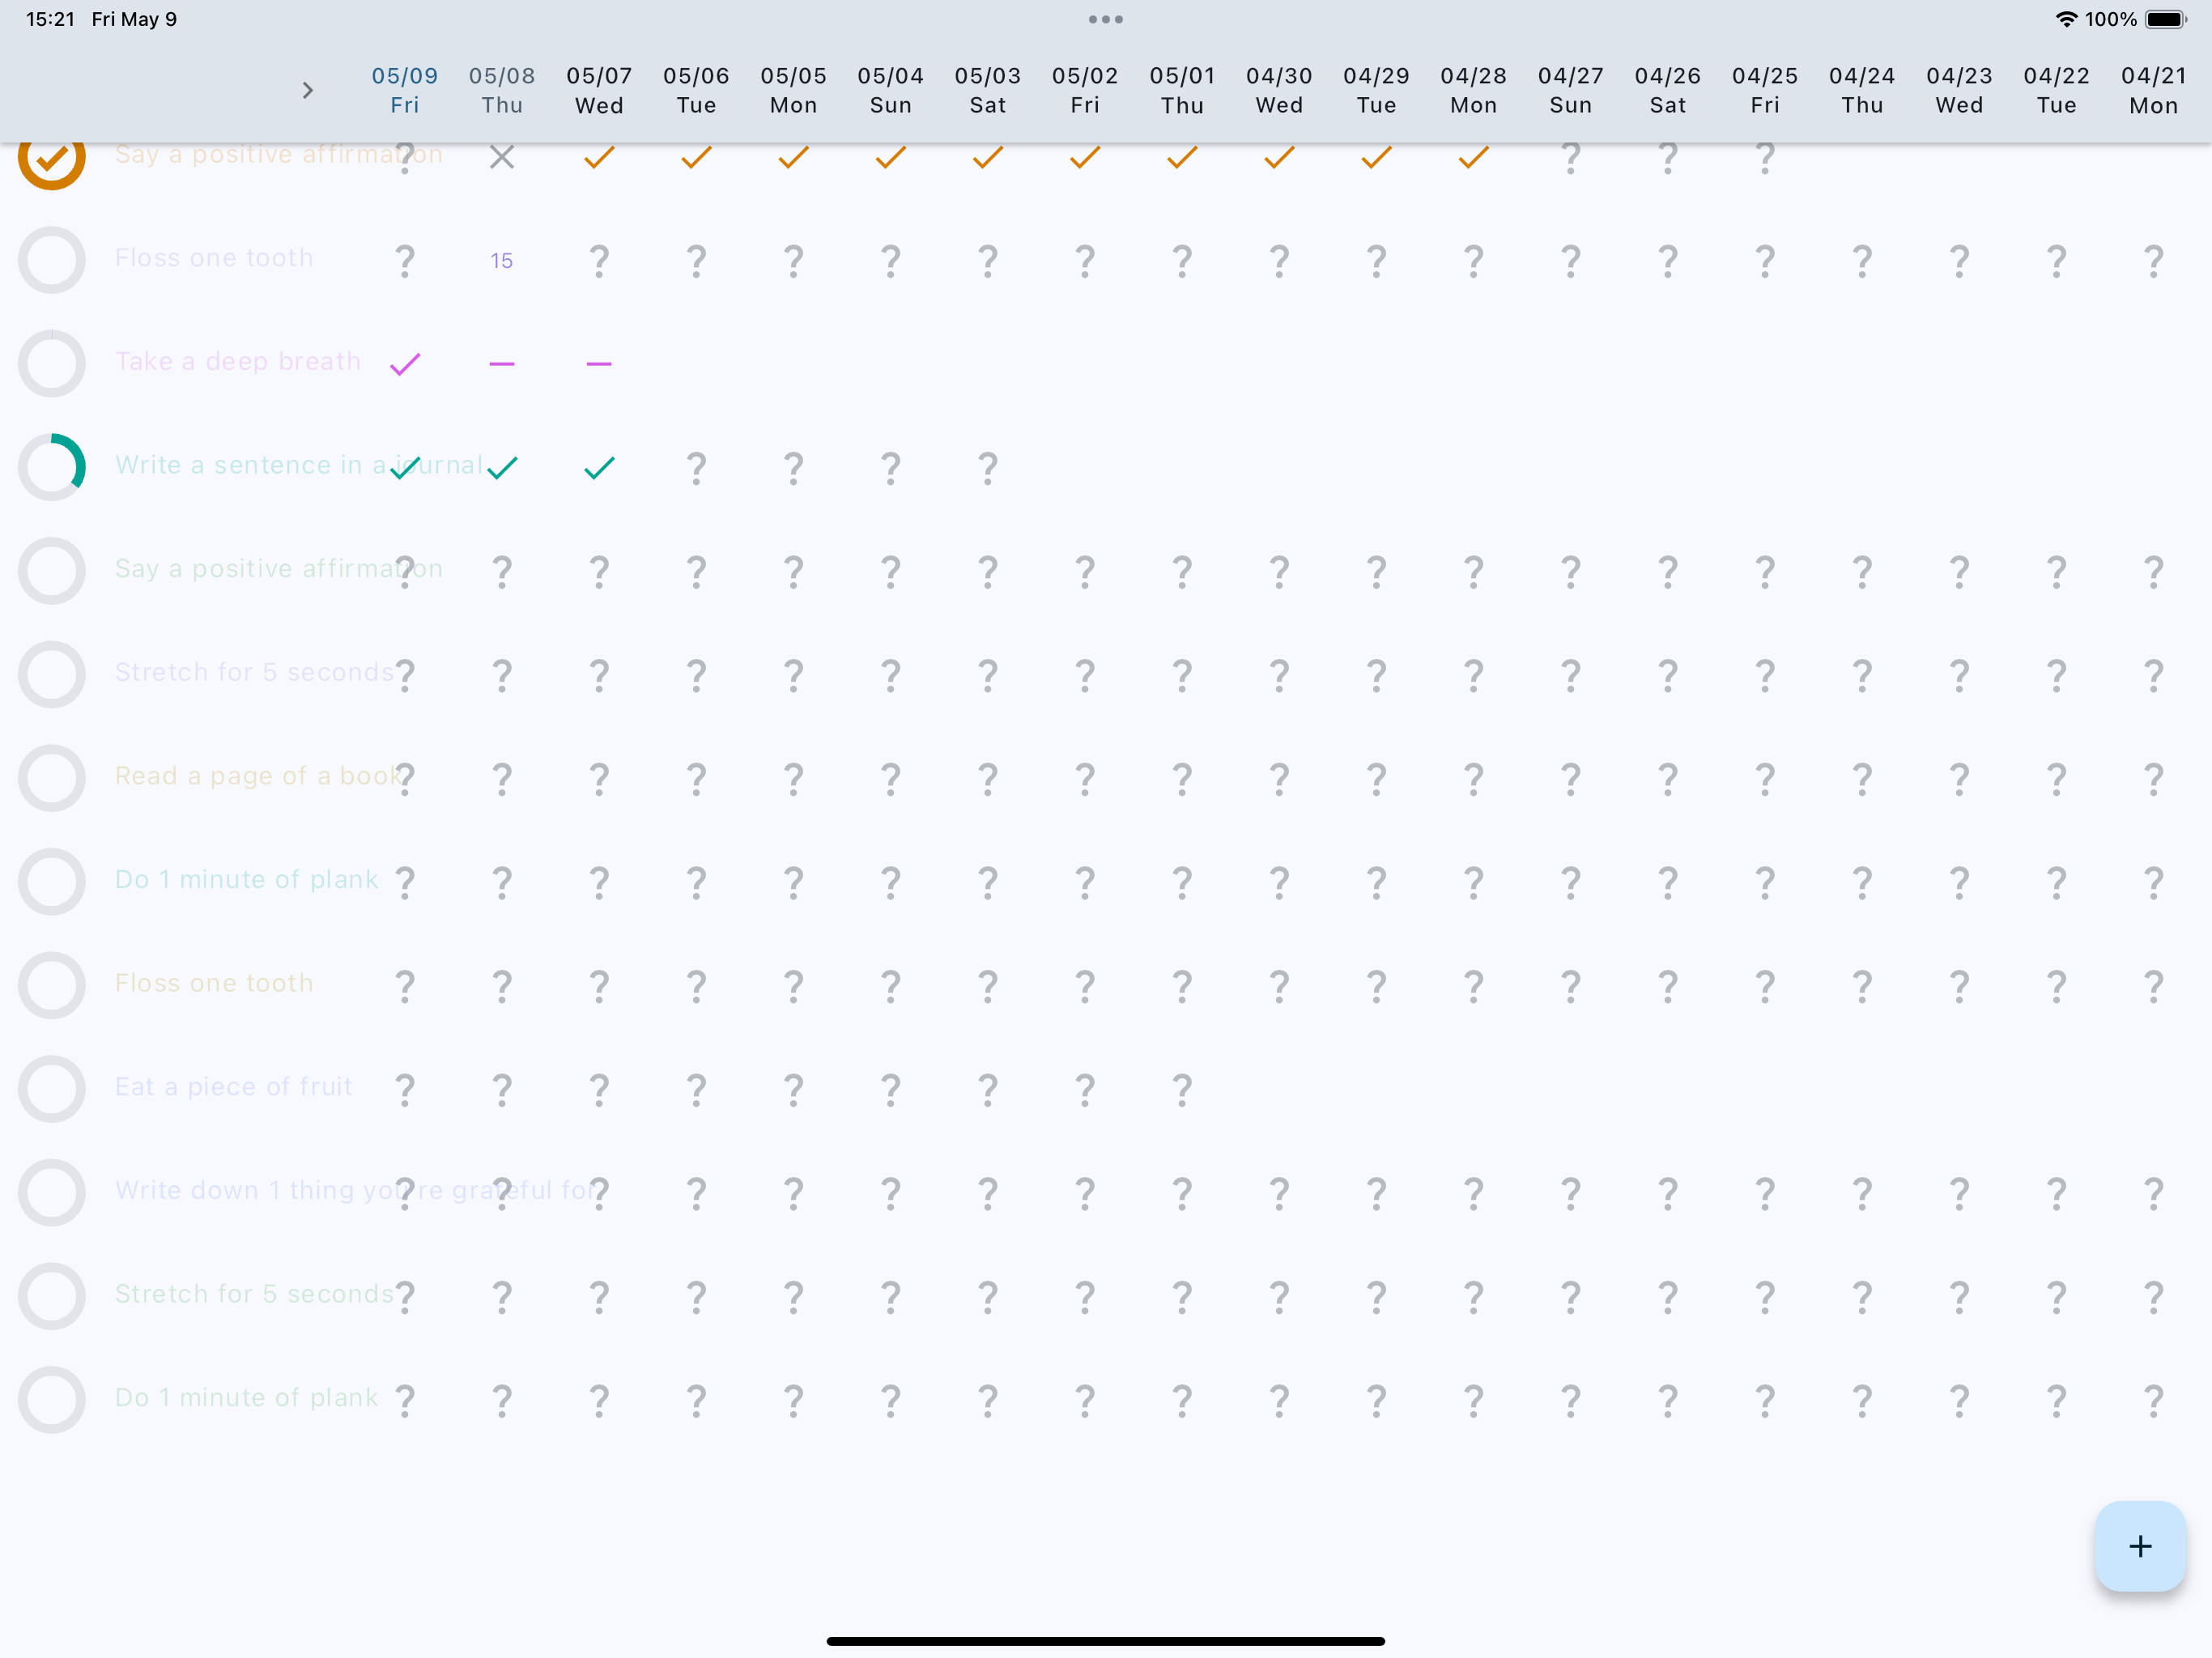 15:21 Fri May 9 100%
05/09 05/08 05/07 05/06 05/05 05/04 05/03 05/02 05/01 04/30 04/29 04/28 04/27 04/26 04/25 04/24 04/23 04/22 04/21
Fri Thu Wed Tue Mon Sun Sat Fri Thu Wed Tue Mon Sun Sat Fri Thu Wed Tue Mon
Say a positive affirmation ? ? ? ?
Floss one tooth ? 15 ? ? ? ? ? ? ? ? ? ? ? ? ? ? ? ? ?
Take a deep breath
Write a sentence in a journal ? ? ? ?
Say a positive affirmation ? ? ? ? ? ? ? ? ? ? ? ? ? ? ? ? ? ? ?
Stretch for 5 seconds ? ? ? ? ? ? ? ? ? ? ? ? ? ? ? ? ? ? ?
Read a page of a book ? ? ? ? ? ? ? ? ? ? ? ? ? ? ? ? ? ? ?
Do 1 minute of plank ? ? ? ? ? ? ? ? ? ? ? ? ? ? ? ? ? ? ?
Floss one tooth ? ? ? ? ? ? ? ? ? ? ? ? ? ? ? ? ? ? ?
Eat a piece of fruit ? ? ? ? ? ? ? ? ?
Write down 1 thing you're grateful for ? ? ? ? ? ? ? ? ? ? ? ? ? ? ? ? ? ? ?
Stretch for 5 seconds ? ? ? ? ? ? ? ? ? ? ? ? ? ? ? ? ? ? ?
Do 1 minute of plank ? ? ? ? ? ? ? ? ? ? ? ? ? ? ? ? ? ? ?